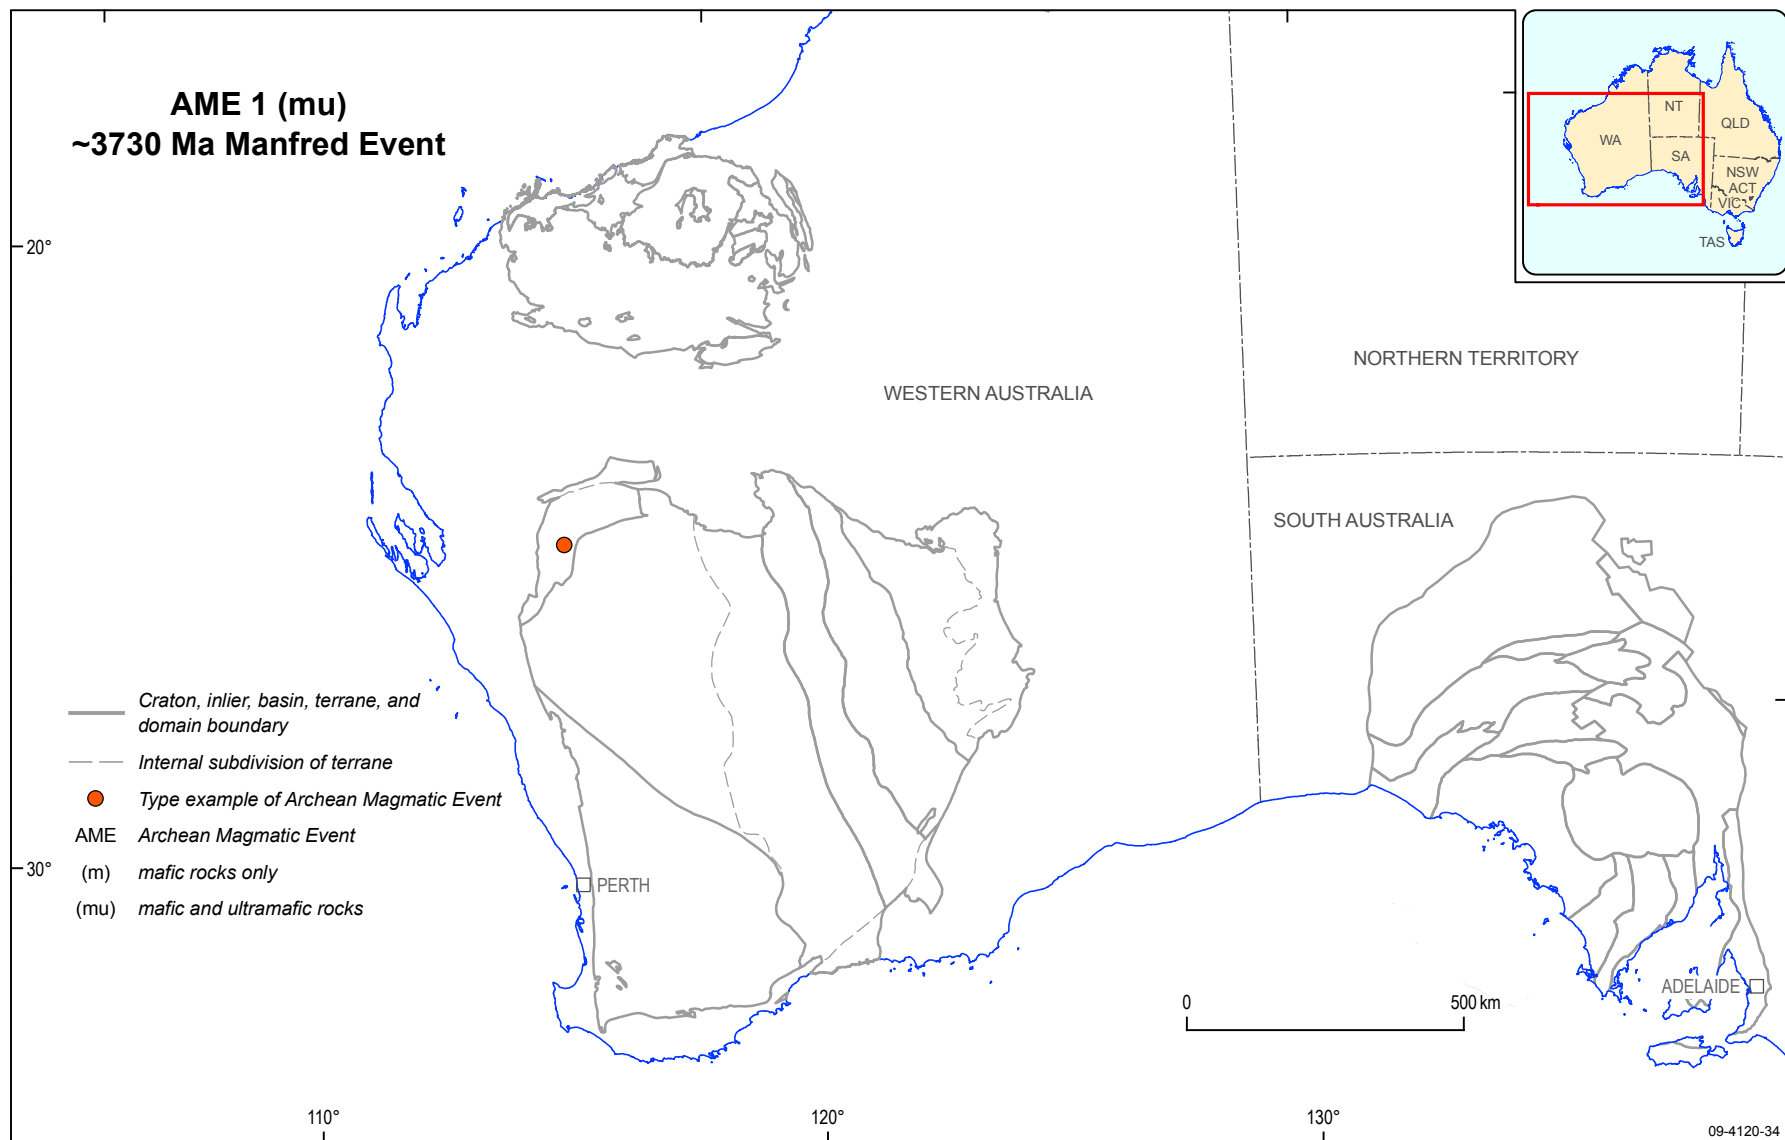 AME 1 (mu)
~3730 Ma Manfred Event
NT
QLD
WA
SA
NSW
ACT
VIC
TAS
20°
NORTHERN TERRITORY
WESTERN AUSTRALIA
SOUTH AUSTRALIA
Craton, inlier, basin, terrane, and
domain boundary
Internal subdivision of terrane
Type example of Archean Magmatic Event
AME Archean Magmatic Event
(m) mafic rocks only
(mu) mafic and ultramafic rocks
30°
PERTH
ADELAIDE
0 500 km
110° 120° 130°
09-4120-34